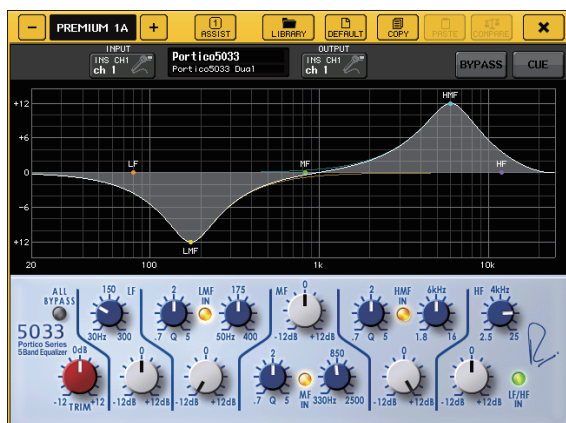 − PREMIUM 1A + 1 ASSIST LIBRARY DEFAULT COPY PASTE COMPARE ×
INPUT OUTPUT
INS CH1 ch 1 Portico5033 Portico5033 Dual INS CH1 ch 1 BYPASS CUE
+12 HMF
+6
0 LF MF HF
-6
+12 LMF
20 100 1k 10k
ALL BYPASS 150 LF 2 LMF IN 175 MF 0 2 HMF IN 6kHz HF 4kHz
30Hz 300 .7 Q 5 50Hz 400 -12dB +12dB .7 Q 5 1.8 16 2.5 25
5033
Portico Series
5 Band Equalizer
0dB 0 0 2 850 0 0
-12 TRIM +12 -12dB +12dB -12dB +12dB .7 Q 5 MF IN 330Hz 2500 -12dB +12dB -12dB +12dB LF/HF IN